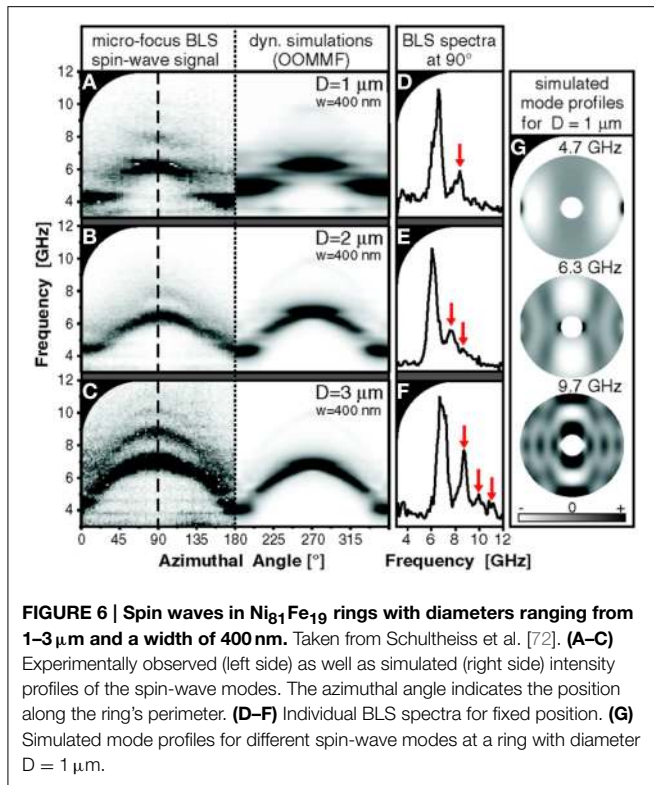 micro-focus BLS
spin-wave signal
dyn. simulations
(OOMMF)
BLS spectra
at 90°
simulated
mode profiles
for D = 1 µm
A
D=1 µm
w=400 nm
D
G
4.7 GHz
6.3 GHz
9.7 GHz
- 0 +
B
D=2 µm
w=400 nm
E
C
D=3 µm
w=400 nm
F
12
10
8
6
4
12
10
8
6
4
12
10
8
6
4
Frequency [GHz]
0 45 90 135 180 225 270 315
Azimuthal Angle [°]
4 6 8 10 12
Frequency [GHz]
FIGURE 6 | Spin waves in Ni81Fe19 rings with diameters ranging from
1–3 µm and a width of 400 nm. Taken from Schultheiss et al. [72]. (A–C)
Experimentally observed (left side) as well as simulated (right side) intensity
profiles of the spin-wave modes. The azimuthal angle indicates the position
along the ring's perimeter. (D–F) Individual BLS spectra for fixed position. (G)
Simulated mode profiles for different spin-wave modes at a ring with diameter
D = 1 µm.